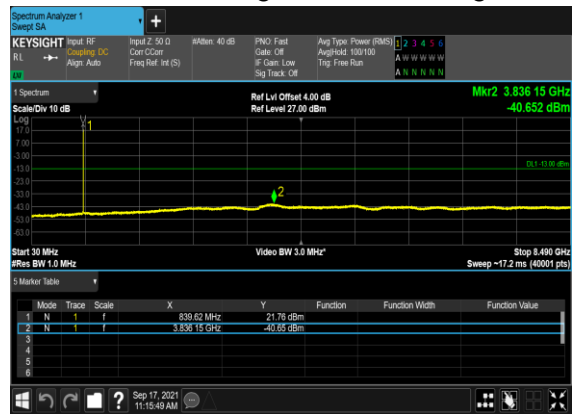 Spectrum Analyzer 1
Swept SA
+
KEYSIGHT Input: RF Input Z: 50 Ω #Atten: 40 dB PNO: Fast Avg Type: Power (RMS) 1 2 3 4 5 6
RL Coupling: DC Corr CCorr Gate: Off Avg|Hold: 100/100 A W W W W W
Align: Auto Freq Ref: Int (S) IF Gain: Low Trig: Free Run
LXI Sig Track: Off A N N N N N
1 Spectrum Ref Lvl Offset 4.00 dB Mkr2 3.836 15 GHz
Scale/Div 10 dB Ref Level 27.00 dBm -40.652 dBm
Log
17.0 1
7.00
-3.00
-13.0 DL1 -13.00 dBm
-23.0
-33.0 2
-43.0
-53.0
-63.0
Start 30 MHz Video BW 3.0 MHz* Stop 8.490 GHz
#Res BW 1.0 MHz Sweep ~17.2 ms (40001 pts)
5 Marker Table
Mode Trace Scale X Y Function Function Width Function Value
1 N 1 f 839.62 MHz 21.76 dBm
2 N 1 f 3.836 15 GHz -40.65 dBm
3
4
5
6
? Sep 17, 2021
11:15:49 AM